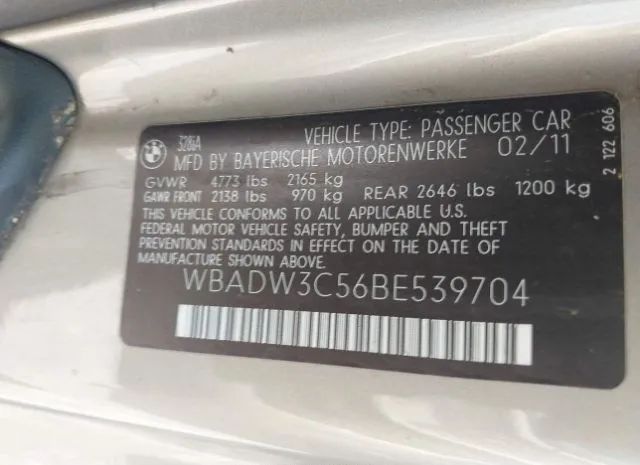 BMW
328iA VEHICLE TYPE: PASSENGER CAR
MFD BY BAYERISCHE MOTORENWERKE 02/11
GVWR 4773 lbs 2165 kg
GAWR FRONT 2138 lbs 970 kg REAR 2646 lbs 1200 kg
THIS VEHICLE CONFORMS TO ALL APPLICABLE U.S.
FEDERAL MOTOR VEHICLE SAFETY, BUMPER AND THEFT
PREVENTION STANDARDS IN EFFECT ON THE DATE OF
MANUFACTURE SHOWN ABOVE.
WBADW3C56BE539704
2 122 606